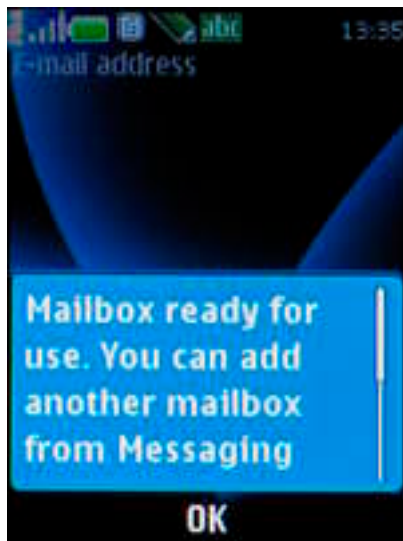 abc 13:35
E-mail address
Mailbox ready for
use. You can add
another mailbox
from Messaging
OK